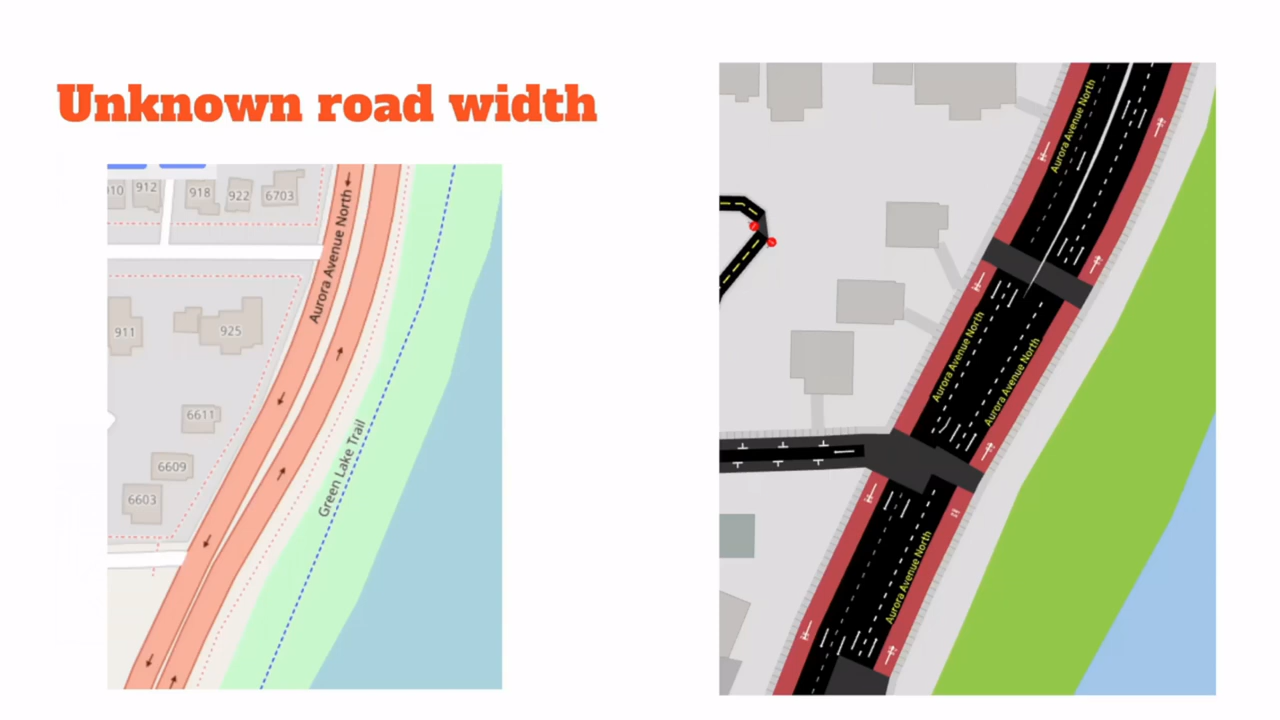 Unknown road width
910
912
918
922
6703
Aurora Avenue North
911
925
6611
6609
6603
Green Lake Trail
Aurora Avenue North
Aurora Avenue North
Aurora Avenue North
Aurora Avenue North